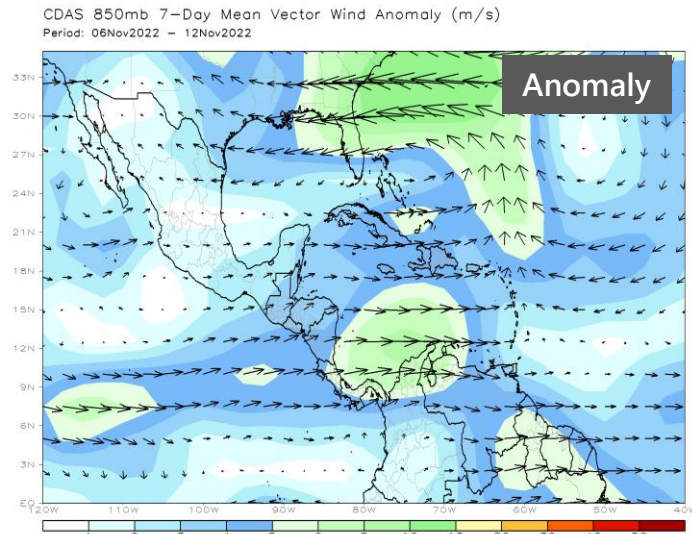 CDAS 850mb 7-Day Mean Vector Wind Anomaly (m/s)
Period: 06Nov2022 – 12Nov2022
Anomaly
33N
30N
27N
24N
21N
18N
15N
12N
9N
6N
3N
EQ
120W 110W 100W 90W 80W 70W 60W 50W 40W